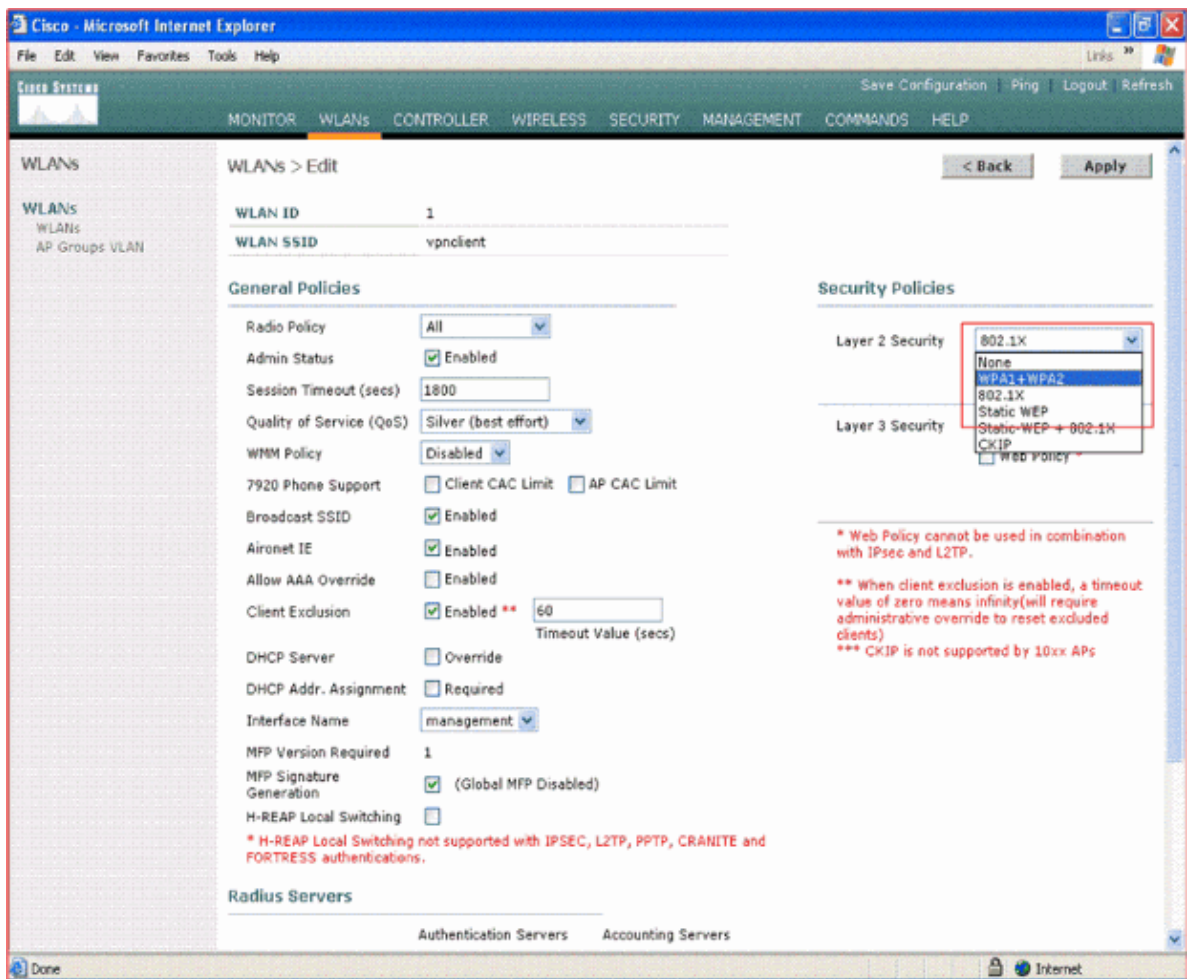 Cisco - Microsoft Internet Explorer
File Edit View Favorites Tools Help
Links »
CISCO SYSTEMS
Save Configuration | Ping | Logout | Refresh
MONITOR WLANs CONTROLLER WIRELESS SECURITY MANAGEMENT COMMANDS HELP
WLANs
WLANs
WLANs
AP Groups VLAN
WLANs > Edit
< Back
Apply
WLAN ID 1
WLAN SSID vpnclient
General Policies
Radio Policy All
Admin Status Enabled
Session Timeout (secs) 1800
Quality of Service (QoS) Silver (best effort)
WMM Policy Disabled
7920 Phone Support Client CAC Limit AP CAC Limit
Broadcast SSID Enabled
Aironet IE Enabled
Allow AAA Override Enabled
Client Exclusion Enabled ** 60
Timeout Value (secs)
DHCP Server Override
DHCP Addr. Assignment Required
Interface Name management
MFP Version Required 1
MFP Signature
Generation (Global MFP Disabled)
H-REAP Local Switching
* H-REAP Local Switching not supported with IPSEC, L2TP, PPTP, CRANITE and
FORTRESS authentications.
Security Policies
Layer 2 Security 802.1X
None
WPA1+WPA2
802.1X
Static WEP
Static-WEP + 802.1X
CKIP
Layer 3 Security
Web Policy *
* Web Policy cannot be used in combination
with IPsec and L2TP.
** When client exclusion is enabled, a timeout
value of zero means infinity(will require
administrative override to reset excluded
clients)
*** CKIP is not supported by 10xx APs
Radius Servers
Authentication Servers Accounting Servers
Done
Internet